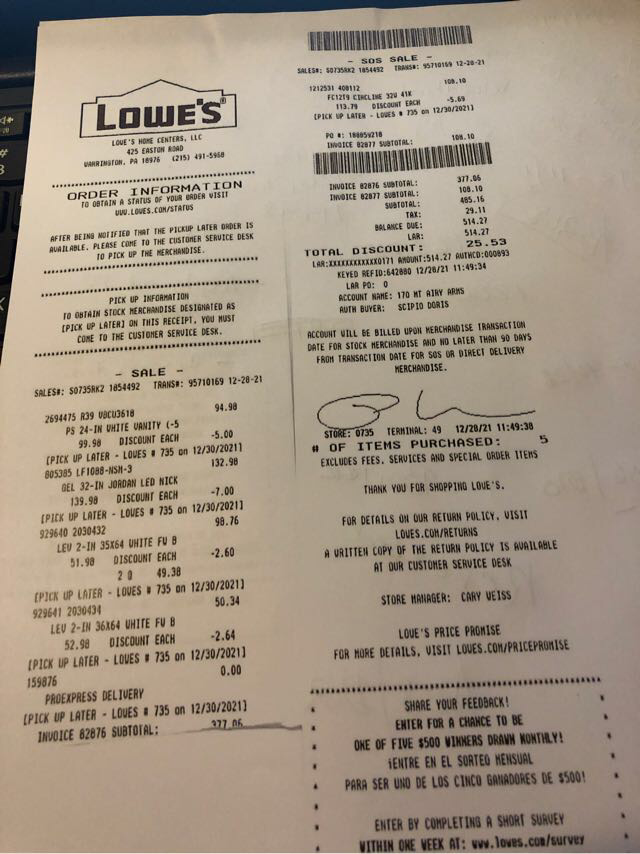 LOWE'S®
LOWE'S HOME CENTERS, LLC
425 EASTON ROAD
WARRINGTON, PA 18976 (215) 491-5960
ORDER INFORMATION
TO OBTAIN A STATUS OF YOUR ORDER VISIT
WWW.LOWES.COM/STATUS
AFTER BEING NOTIFIED THAT THE PICKUP LATER ORDER IS
AVAILABLE, PLEASE COME TO THE CUSTOMER SERVICE DESK
TO PICK UP THE MERCHANDISE.
PICK UP INFORMATION
TO OBTAIN STOCK MERCHANDISE DESIGNATED AS
[PICK UP LATER] ON THIS RECEIPT, YOU MUST
COME TO THE CUSTOMER SERVICE DESK.
- SALE -
SALES#: S0735RK2 1854492 TRANS#: 95710169 12-28-21
2694475 R39 VBCU3618 94.98
PS 24-IN WHITE VANITY (-5
99.98 DISCOUNT EACH -5.00
[PICK UP LATER - LOWES # 735 on 12/30/2021]
805385 LF1088-NSM-3 132.98
GEL 32-IN JORDAN LED NICK
139.98 DISCOUNT EACH -7.00
[PICK UP LATER - LOWES # 735 on 12/30/2021]
929640 2030432 98.76
LEV 2-IN 35X64 WHITE FW B
51.98 DISCOUNT EACH -2.60
2 @ 49.38
[PICK UP LATER - LOWES # 735 on 12/30/2021]
929641 2030434 50.34
LEV 2-IN 36X64 WHITE FW B
52.98 DISCOUNT EACH -2.64
[PICK UP LATER - LOWES # 735 on 12/30/2021]
159876 0.00
PROEXPRESS DELIVERY
[PICK UP LATER - LOWES # 735 on 12/30/2021]
INVOICE 82876 SUBTOTAL: 377.06
- SOS SALE -
SALES#: S0735RK2 1854492 TRANS#: 95710169 12-28-21
1212531 400112 108.10
FC12T9 CIRCLINE 32W 41K
113.79 DISCOUNT EACH -5.69
[PICK UP LATER - LOWES # 735 on 12/30/2021]
PO #: 180859218
INVOICE 82877 SUBTOTAL: 108.10
INVOICE 82876 SUBTOTAL: 377.06
INVOICE 82877 SUBTOTAL: 108.10
SUBTOTAL: 485.16
TAX: 29.11
BALANCE DUE: 514.27
LAR: 514.27
TOTAL DISCOUNT: 25.53
LAR:XXXXXXXXXXXX0171 AMOUNT:514.27 AUTHCD:000893
KEYED REFID:642880 12/28/21 11:49:34
LAR PO: 0
ACCOUNT NAME: 170 MT AIRY ARMS
AUTH BUYER: SCIPIO DORIS
ACCOUNT WILL BE BILLED UPON MERCHANDISE TRANSACTION
DATE FOR STOCK MERCHANDISE AND NO LATER THAN 90 DAYS
FROM TRANSACTION DATE FOR SOS OR DIRECT DELIVERY
MERCHANDISE.
STORE: 0735 TERMINAL: 49 12/28/21 11:49:38
# OF ITEMS PURCHASED: 5
EXCLUDES FEES, SERVICES AND SPECIAL ORDER ITEMS
THANK YOU FOR SHOPPING LOWE'S.
FOR DETAILS ON OUR RETURN POLICY, VISIT
LOWES.COM/RETURNS
A WRITTEN COPY OF THE RETURN POLICY IS AVAILABLE
AT OUR CUSTOMER SERVICE DESK
STORE MANAGER: CARY WEISS
LOWE'S PRICE PROMISE
FOR MORE DETAILS, VISIT LOWES.COM/PRICEPROMISE
SHARE YOUR FEEDBACK!
ENTER FOR A CHANCE TO BE
ONE OF FIVE $500 WINNERS DRAWN MONTHLY!
¡ENTRE EN EL SORTEO MENSUAL
PARA SER UNO DE LOS CINCO GANADORES DE $500!
ENTER BY COMPLETING A SHORT SURVEY
WITHIN ONE WEEK AT: www.lowes.com/survey